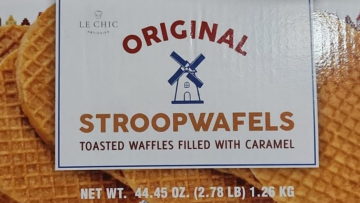 LE CHIC
PATISSIER
ORIGINAL
STROOPWAFELS
TOASTED WAFFLES FILLED WITH CARAMEL
NET WT. 44.45 OZ. (2.78 LB) 1.26 KG